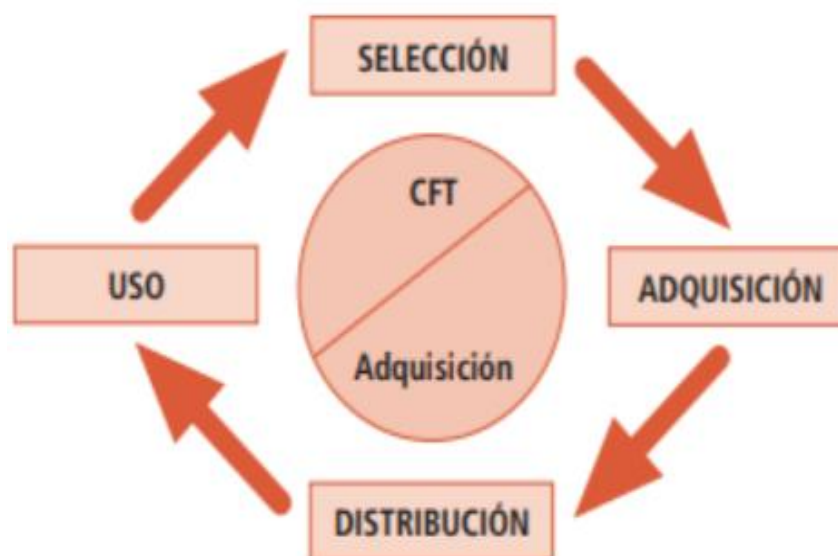 SELECCIÓN
CFT
USO
ADQUISICIÓN
Adquisición
DISTRIBUCIÓN